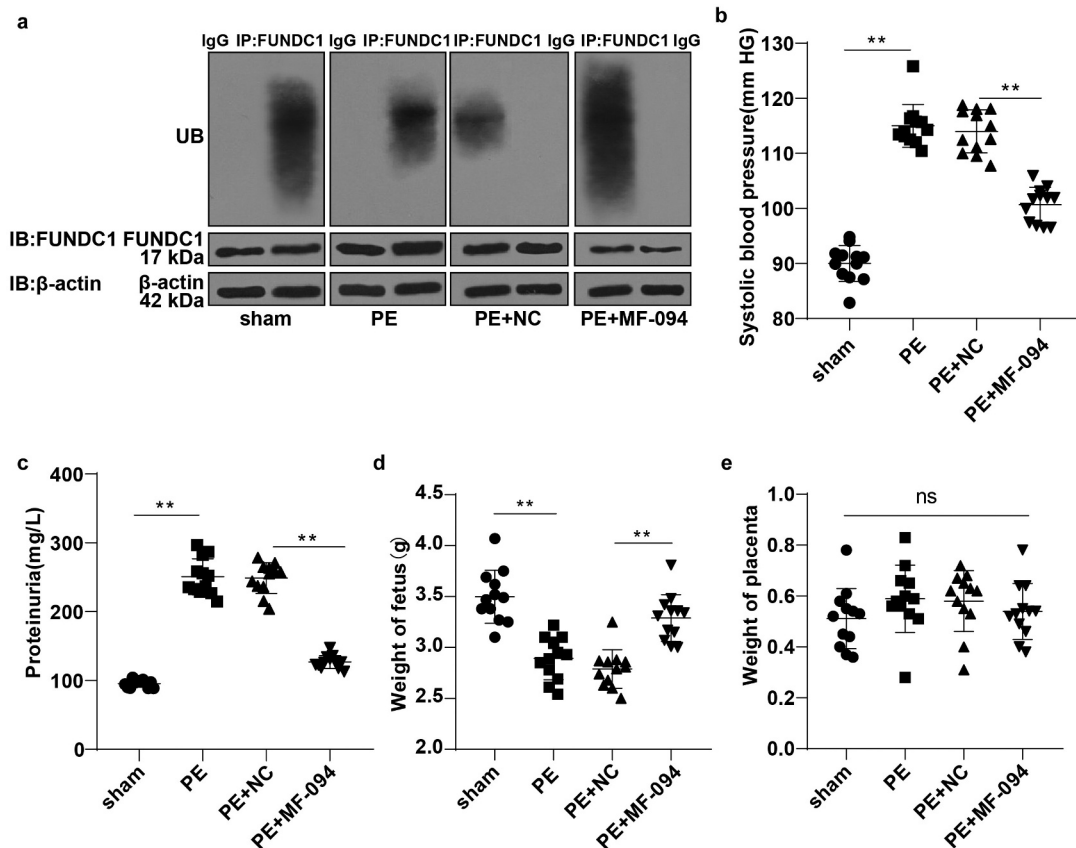 a
IgG IP:FUNDC1 IgG IP:FUNDC1 IP:FUNDC1 IgG IP:FUNDC1 IgG
UB
IB:FUNDC1 FUNDC1
17 kDa
IB:β-actin β-actin
42 kDa
sham PE PE+NC PE+MF-094
b
Systolic blood pressure(mm HG)
130
120
110
100
90
80
**
**
sham
PE
PE+NC
PE+MF-094
c
Proteinuria(mg/L)
400
300
200
100
0
**
**
sham
PE
PE+NC
PE+MF-094
d
Weight of fetus(g)
4.5
4.0
3.5
3.0
2.5
2.0
**
**
sham
PE
PE+NC
PE+MF-094
e
Weight of placenta
1.0
0.8
0.6
0.4
0.2
0.0
ns
sham
PE
PE+NC
PE+MF-094